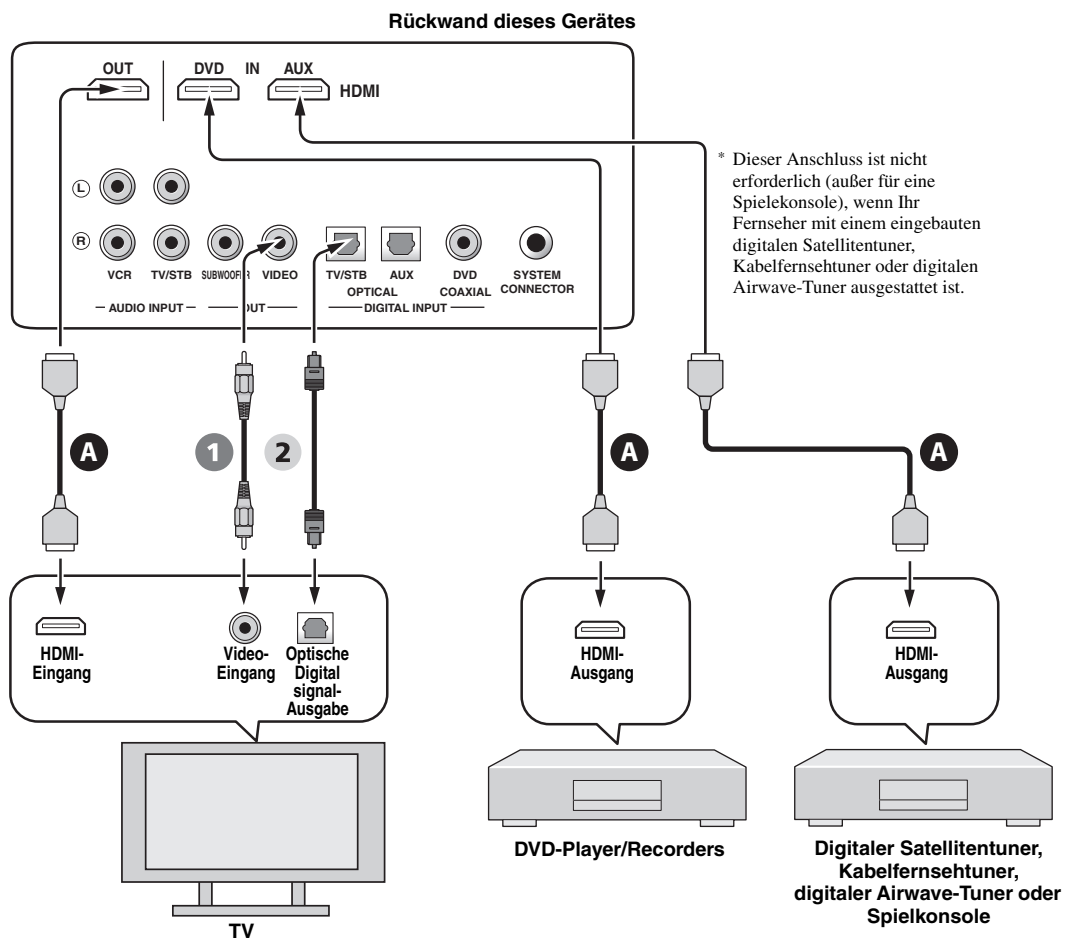 Rückwand dieses Gerätes
OUT DVD IN AUX
HDMI
* Dieser Anschluss ist nicht
erforderlich (außer für eine
Spielekonsole), wenn Ihr
Fernseher mit einem eingebauten
digitalen Satellitentuner,
Kabelfernsehtuner oder digitalen
Airwave-Tuner ausgestattet ist.
L
R
VCR TV/STB SUBWOOFER VIDEO TV/STB AUX DVD SYSTEM
OPTICAL COAXIAL CONNECTOR
AUDIO INPUT OUT DIGITAL INPUT
A 1 2 A A
HDMI-
Eingang
Video-
Eingang
Optische
Digital
signal-
Ausgabe
HDMI-
Ausgang
HDMI-
Ausgang
TV
DVD-Player/Recorders
Digitaler Satellitentuner,
Kabelfernsehtuner,
digitaler Airwave-Tuner oder
Spielkonsole